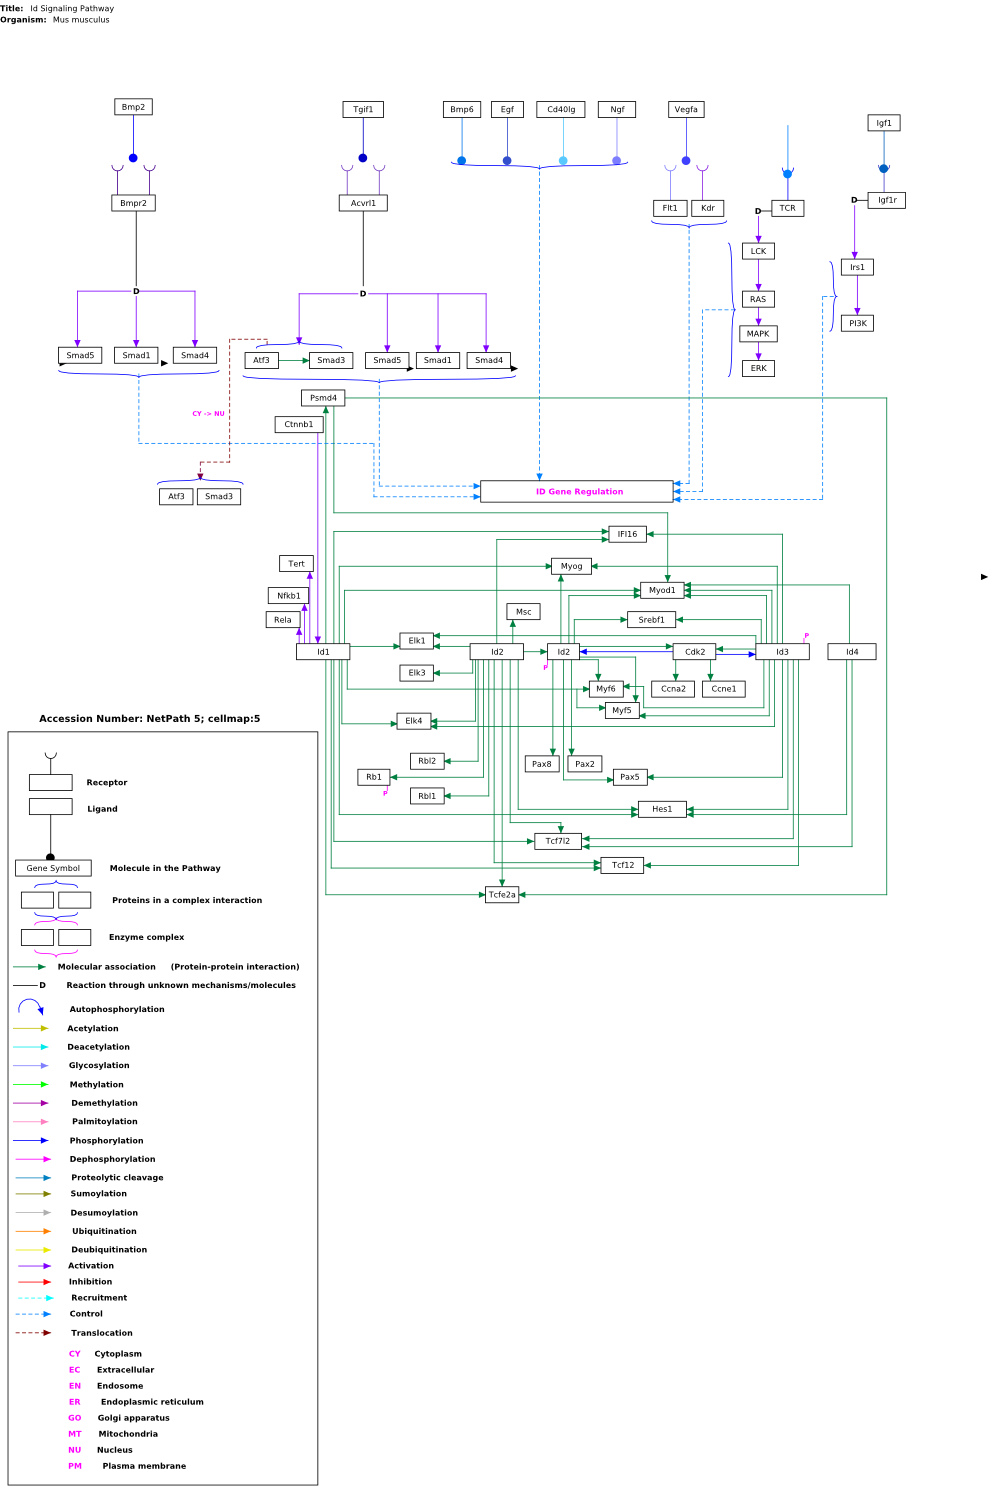 Title: Id Signaling Pathway
Organism: Mus musculus
Bmp2
Tgif1
Bmp6
Egf
Cd40lg
Ngf
Vegfa
Igf1
Bmpr2
Acvrl1
Flt1
Kdr
D
TCR
D
Igf1r
LCK
Irs1
D
D
RAS
PI3K
MAPK
Smad5
Smad1
Smad4
Atf3
Smad3
Smad5
Smad1
Smad4
ERK
Psmd4
CY -> NU
Ctnnb1
Atf3
Smad3
ID Gene Regulation
IFI16
Tert
Myog
Nfkb1
Myod1
Msc
Rela
Srebf1
Elk1
P
Id1
Id2
Id2
Cdk2
Id3
Id4
P
Elk3
Myf6
Ccna2
Ccne1
Myf5
Elk4
Accession Number: NetPath 5; cellmap:5
Rbl2
Pax8
Pax2
Rb1
Pax5
P
Rbl1
Hes1
Tcf7l2
Tcf12
Tcfe2a
Receptor
Ligand
Gene Symbol
Molecule in the Pathway
Proteins in a complex interaction
Enzyme complex
Molecular association (Protein-protein interaction)
D Reaction through unknown mechanisms/molecules
Autophosphorylation
Acetylation
Deacetylation
Glycosylation
Methylation
Demethylation
Palmitoylation
Phosphorylation
Dephosphorylation
Proteolytic cleavage
Sumoylation
Desumoylation
Ubiquitination
Deubiquitination
Activation
Inhibition
Recruitment
Control
Translocation
CY Cytoplasm
EC Extracellular
EN Endosome
ER Endoplasmic reticulum
GO Golgi apparatus
MT Mitochondria
NU Nucleus
PM Plasma membrane